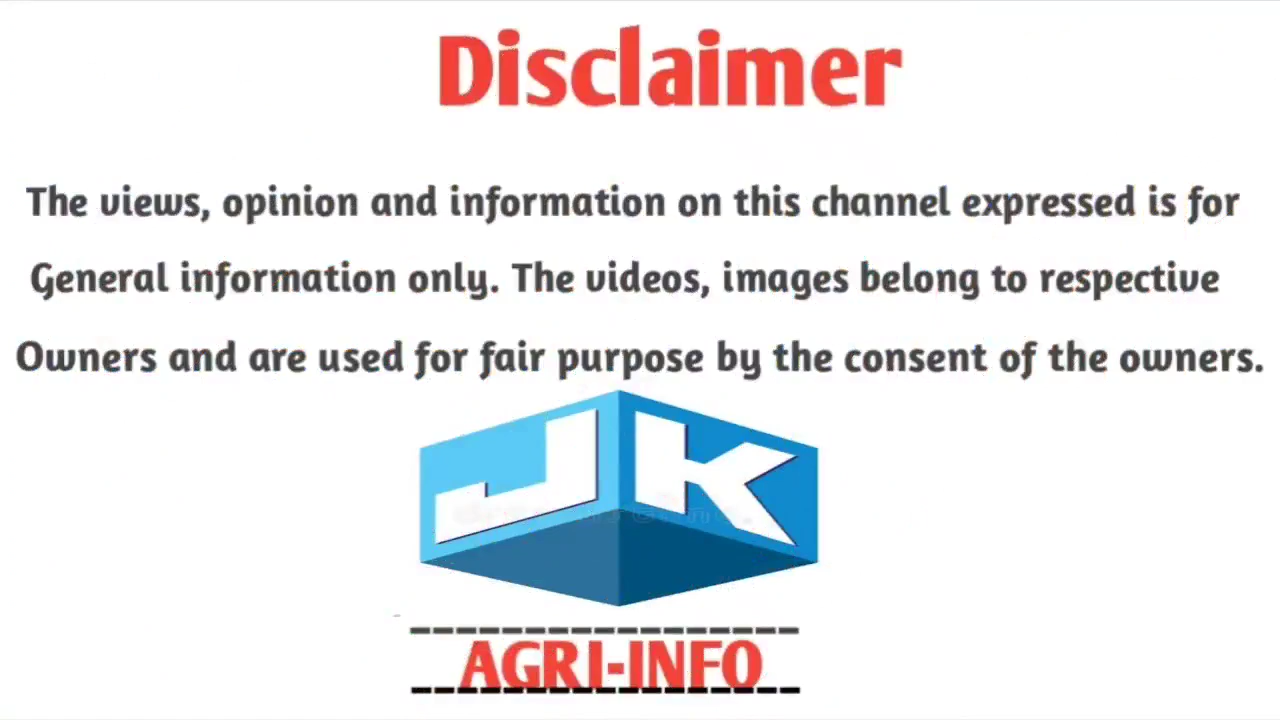 Disclaimer
The views, opinion and information on this channel expressed is for
General information only. The videos, images belong to respective
Owners and are used for fair purpose by the consent of the owners.
JK
AGRI-INFO